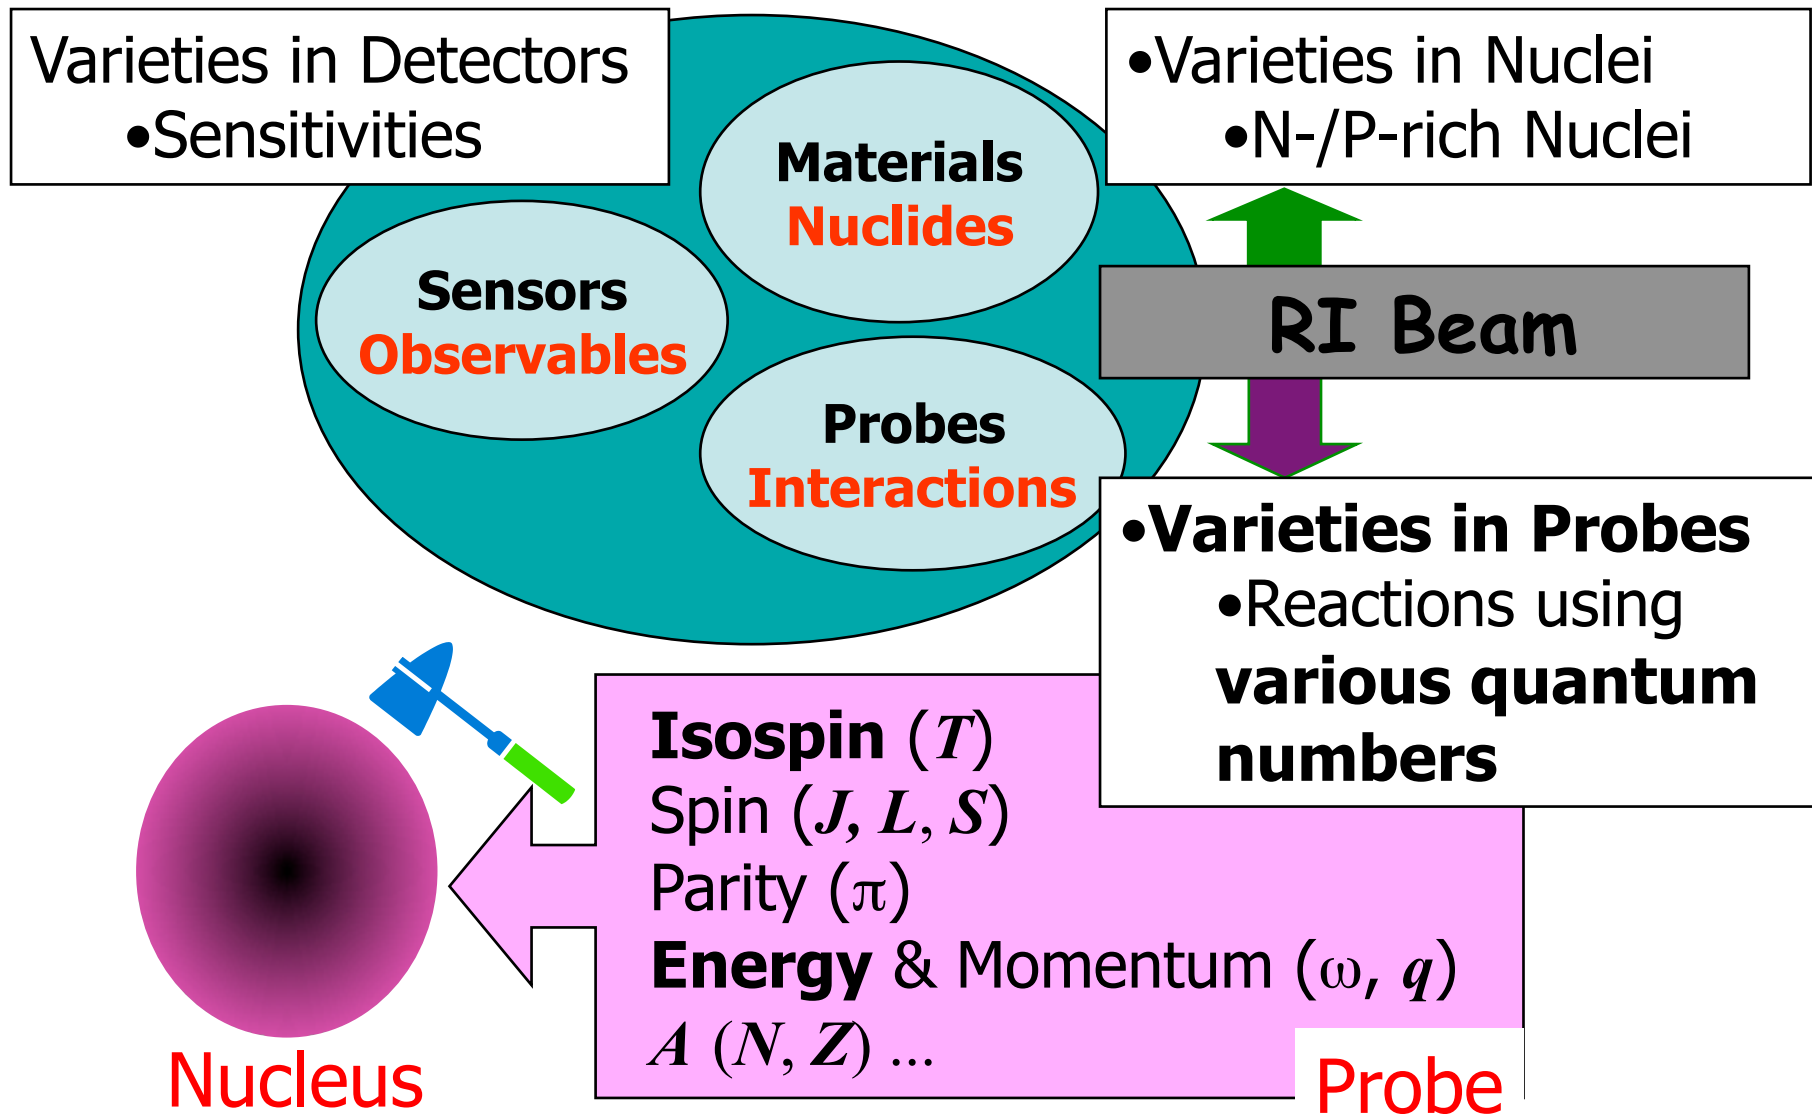 Varieties in Detectors
•Sensitivities
•Varieties in Nuclei
•N-/P-rich Nuclei
Materials
Nuclides
Sensors
Observables
RI Beam
Probes
Interactions
•Varieties in Probes
•Reactions using
various quantum
numbers
Isospin (T)
Spin (J, L, S)
Parity (π)
Energy & Momentum (ω, q)
A (N, Z) ...
Nucleus
Probe